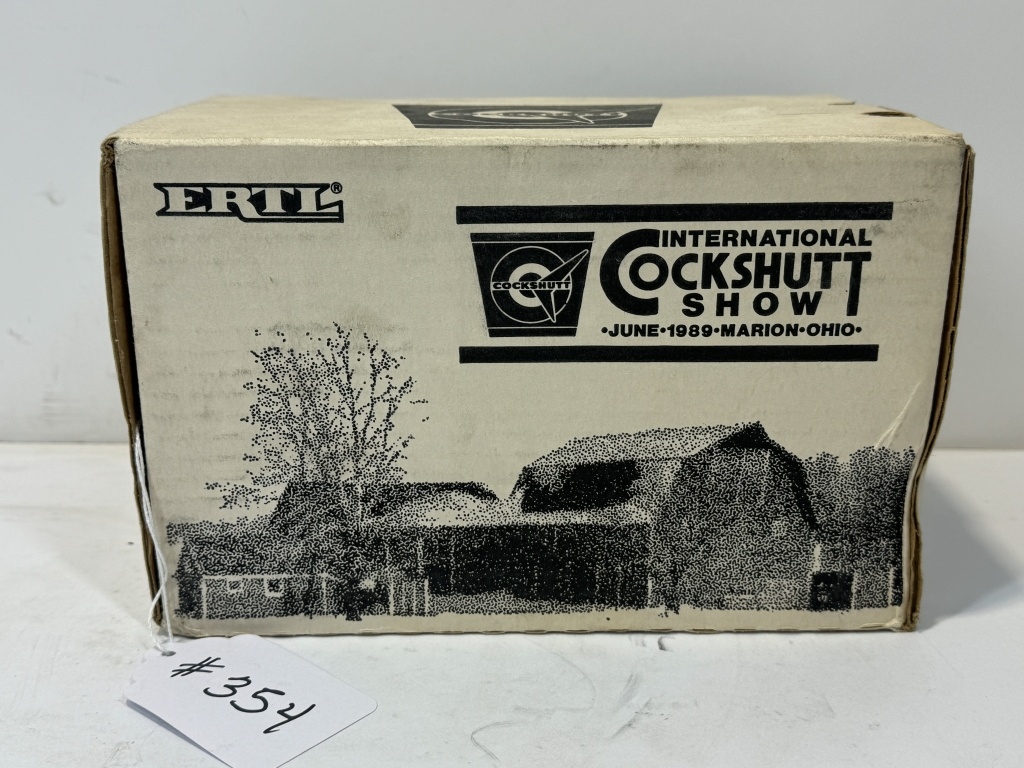 ERTL®
INTERNATIONAL
COCKSHUTT
SHOW
COCKSHUTT
•JUNE•1989•MARION•OHIO•
#354